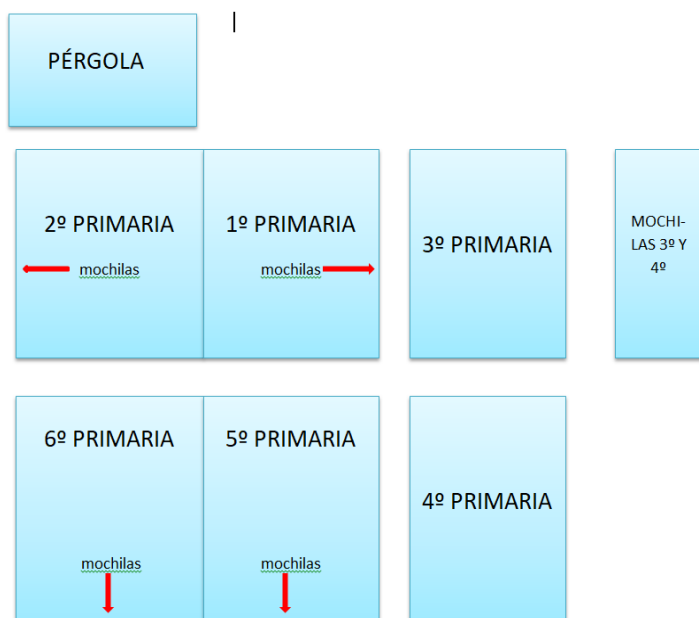 PÉRGOLA
2º PRIMARIA
mochilas
1º PRIMARIA
mochilas
3º PRIMARIA
MOCHI-
LAS 3º Y
4º
6º PRIMARIA
mochilas
5º PRIMARIA
mochilas
4º PRIMARIA